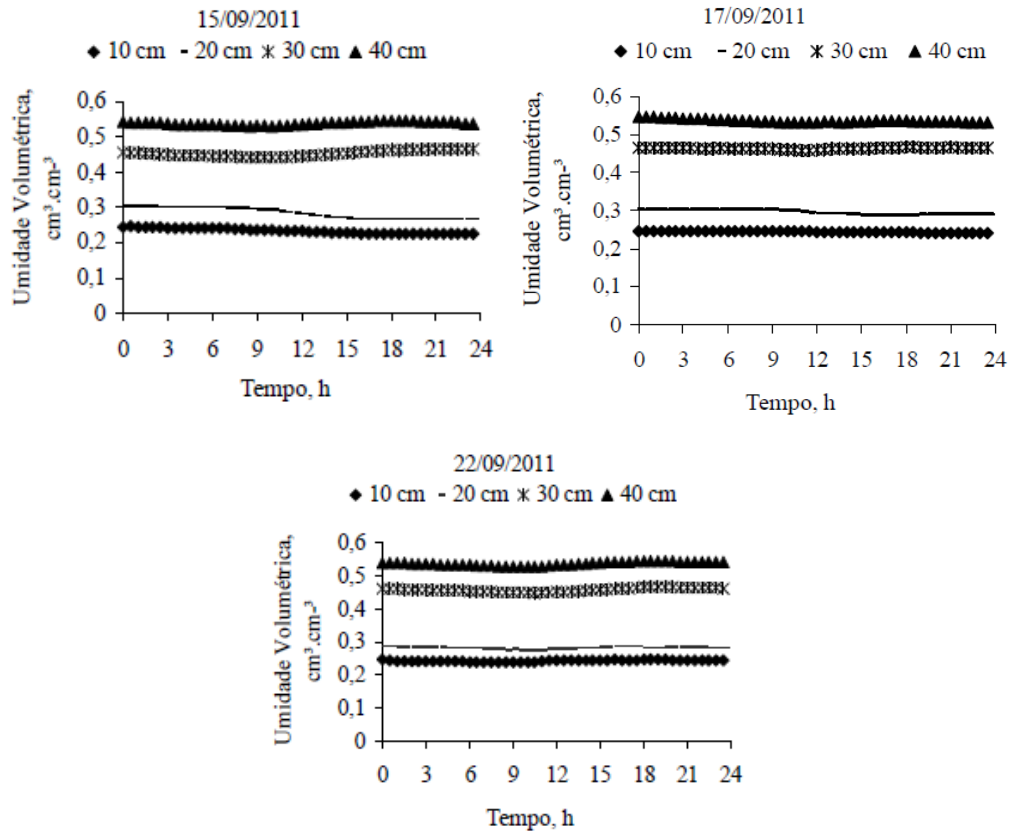 15/09/2011
10 cm - 20 cm 30 cm 40 cm
Umidade Volumétrica,
cm³.cm-³
0,6
0,5
0,4
0,3
0,2
0,1
0
0 3 6 9 12 15 18 21 24
Tempo, h
17/09/2011
10 cm 20 cm 30 cm 40 cm
Umidade Volumétrica,
cm³.cm-³
0,6
0,5
0,4
0,3
0,2
0,1
0
0 3 6 9 12 15 18 21 24
Tempo, h
22/09/2011
10 cm - 20 cm 30 cm 40 cm
Umidade Volumétrica,
cm³.cm-³
0,6
0,5
0,4
0,3
0,2
0,1
0
0 3 6 9 12 15 18 21 24
Tempo, h